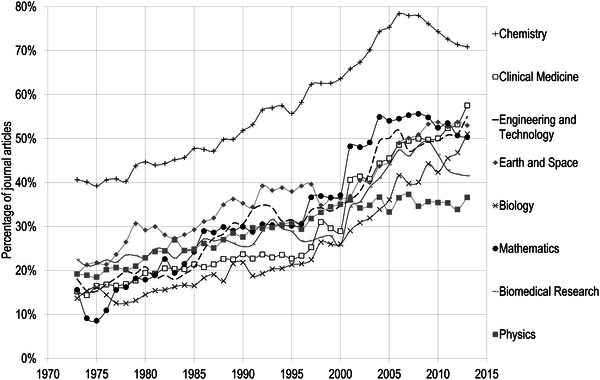 Percentage of journal articles
80%
70%
60%
50%
40%
30%
20%
10%
0%
1970 1975 1980 1985 1990 1995 2000 2005 2010 2015
Chemistry
Clinical Medicine
Engineering and
Technology
Earth and Space
Biology
Mathematics
Biomedical Research
Physics